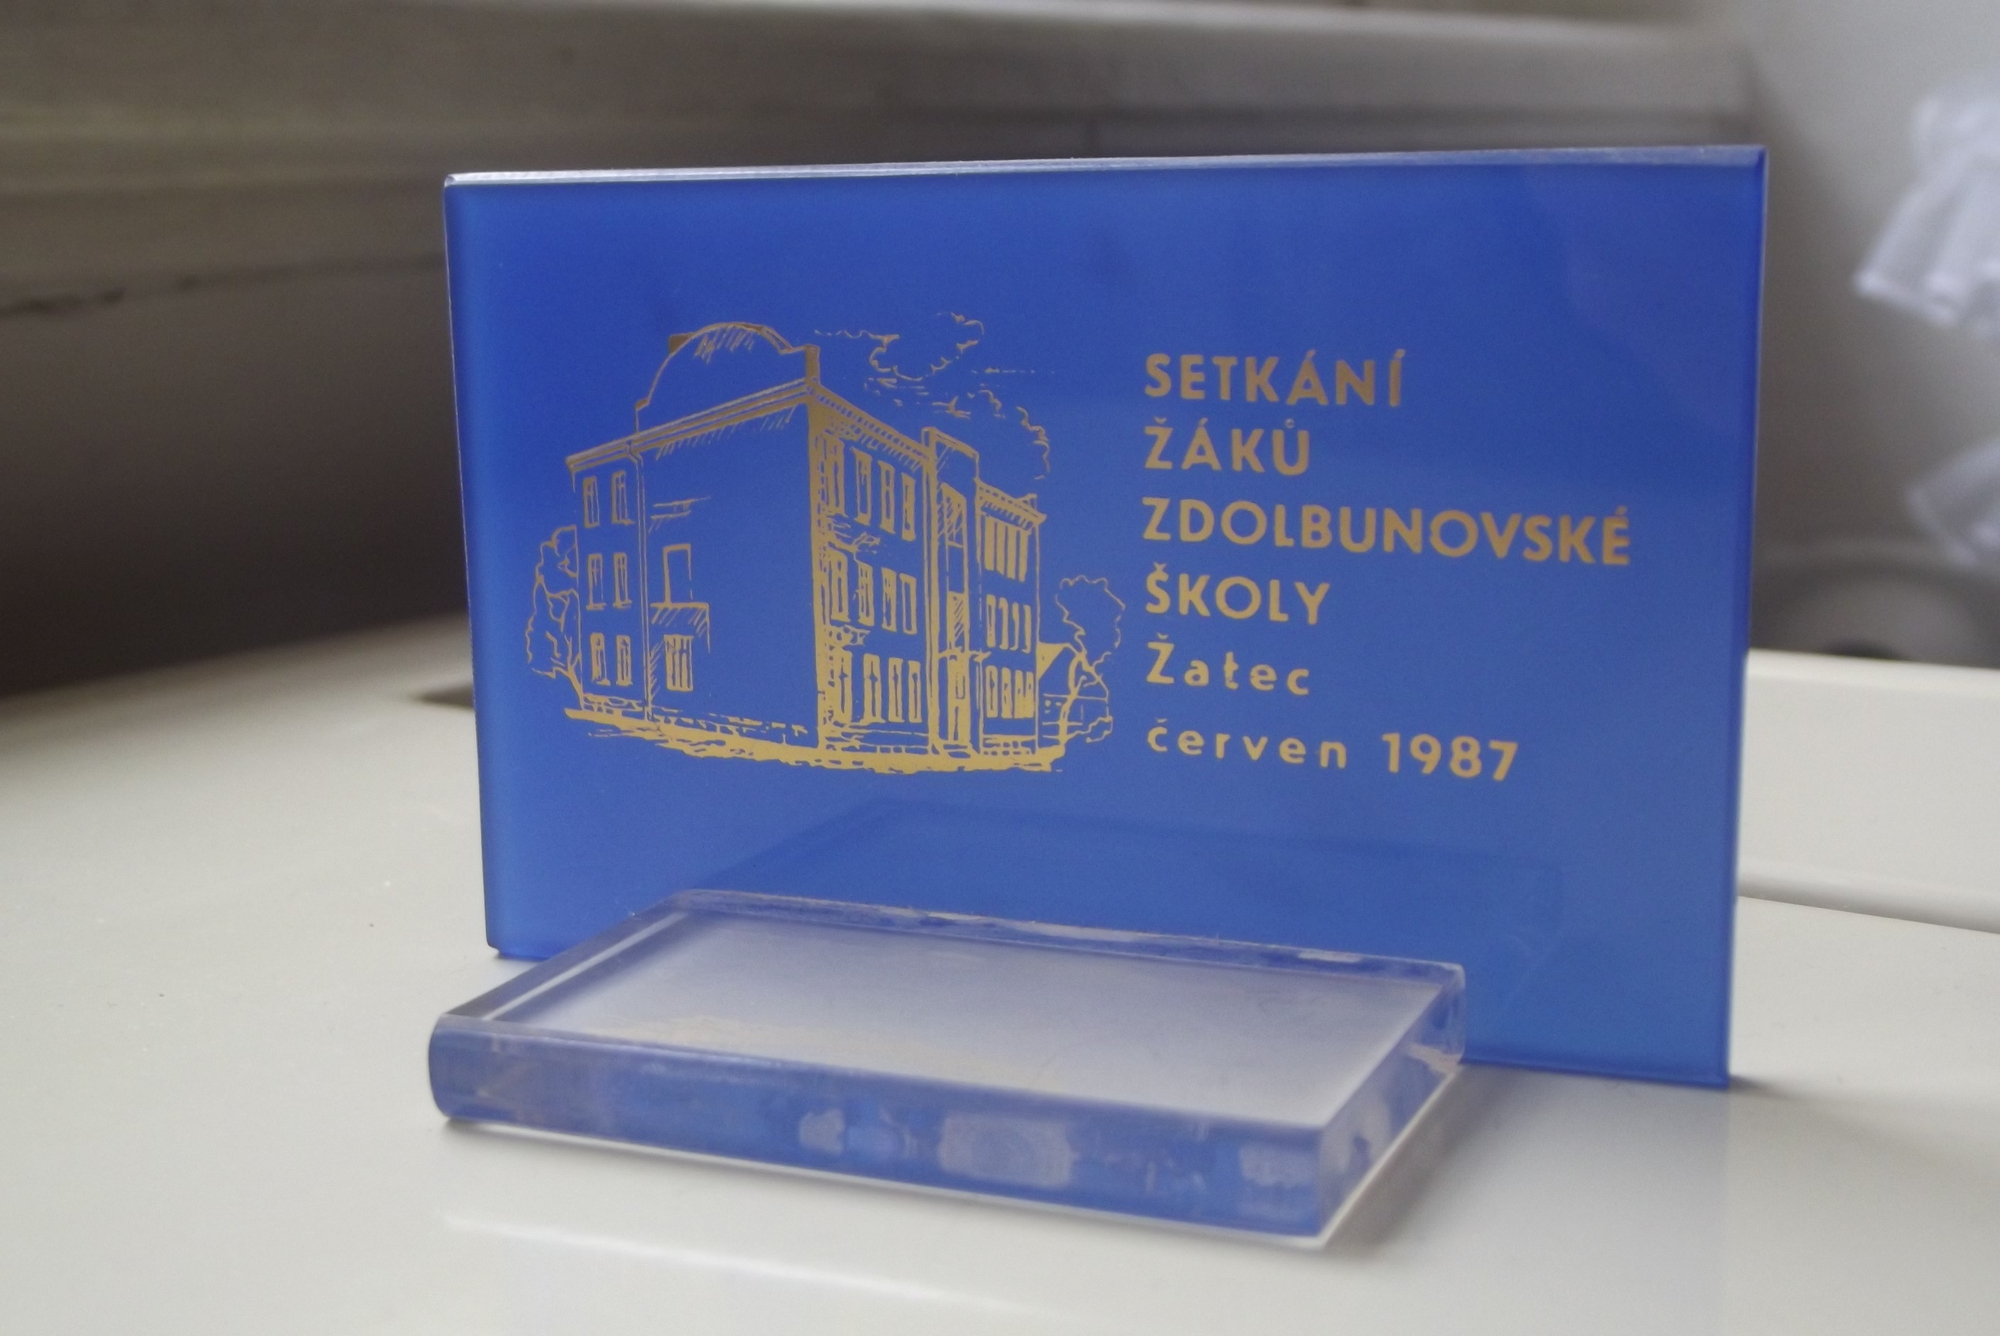 SETKÁNÍ
ŽÁKŮ
ZDOLBUNOVSKÉ
ŠKOLY
Žatec
červen 1987